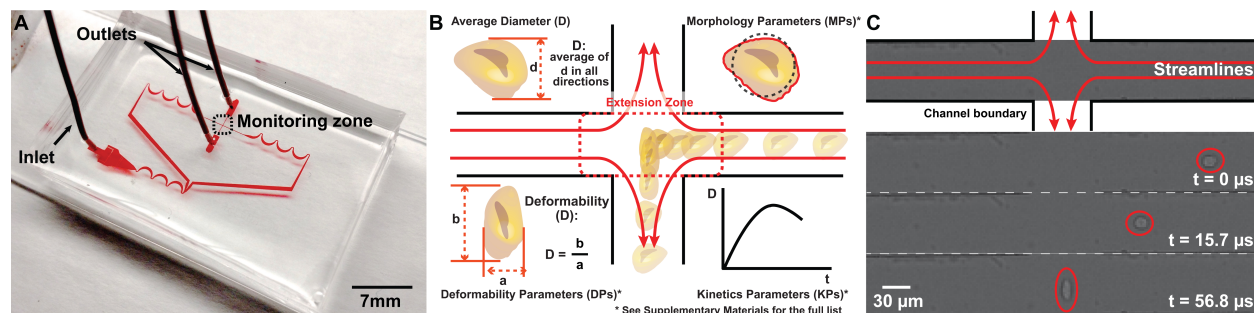 A
Outlets
Monitoring zone
Inlet
7mm
B
Average Diameter (D)
d
D:
average of
d in all
directions
Morphology Parameters (MPs)*
Extension Zone
b
a
Deformability
(D):
D = b
a
Deformability Parameters (DPs)*
D
t
Kinetics Parameters (KPs)*
* See Supplementary Materials for the full list
C
Streamlines
Channel boundary
t = 0 µs
t = 15.7 µs
t = 56.8 µs
30 µm